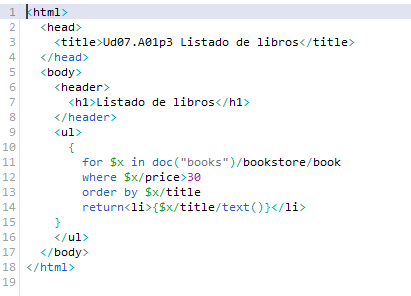 1 <html>
2   <head>
3     <title>Ud07.A01p3 Listado de libros</title>
4   </head>
5   <body>
6     <header>
7       <h1>Listado de libros</h1>
8     </header>
9     <ul>
10       {
11         for $x in doc("books")/bookstore/book
12         where $x/price>30
13         order by $x/title
14         return<li>{$x/title/text()}</li>
15     }
16     </ul>
17   </body>
18 </html>
19